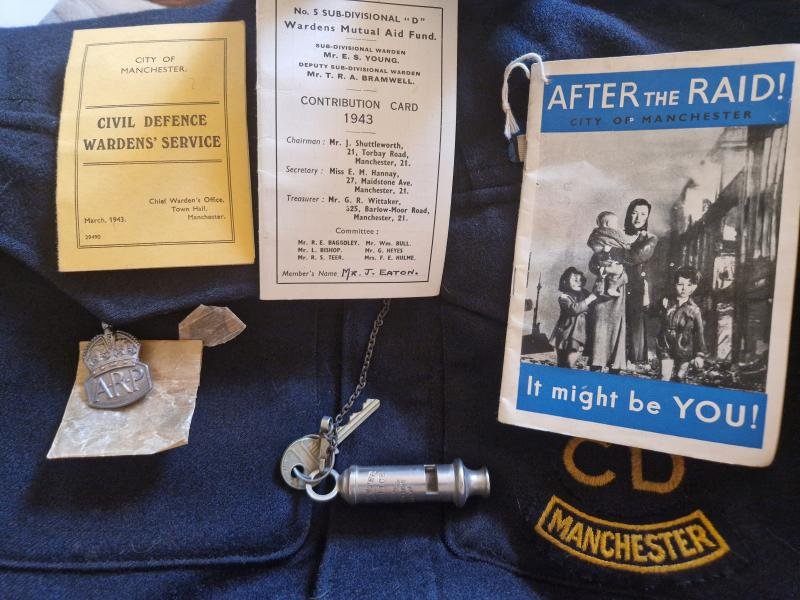 CITY OF
MANCHESTER.
CIVIL DEFENCE
WARDENS' SERVICE
Chief Warden's Office.
Town Hall.
Manchester.
March, 1943.
29490
No. 5 SUB-DIVISIONAL "D"
Wardens Mutual Aid Fund.
SUB-DIVISIONAL WARDEN
Mr. E. S. YOUNG.
DEPUTY SUB-DIVISIONAL WARDEN
Mr. T. R. A. BRAMWELL.
CONTRIBUTION CARD
1943
Chairman : Mr. J. Shuttleworth,
21, Torbay Road,
Manchester, 21.
Secretary : Miss E. M. Hannay,
27, Maidstone Ave.
Manchester, 21.
Treasurer : Mr. G. R. Wittaker,
525, Barlow-Moor Road,
Manchester, 21.
Committee :
Mr. R. E. BAGGOLEY. Mr. Wm. BULL.
Mr. L. BISHOP. Mr. G. HEYES
Mr. R. S. TEER. Mrs. F. E. HULME.
Member's Name Mr. J. Eaton.
AFTER THE RAID!
CITY OF MANCHESTER
It might be YOU!
ARP
CD
MANCHESTER